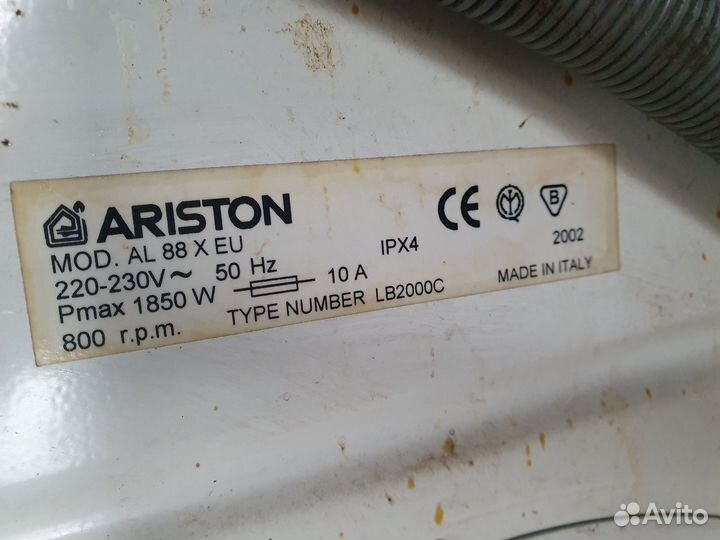 ARISTON
MOD. AL 88 X EU
220-230V~ 50 Hz
Pmax 1850 W 10 A
800 r.p.m. TYPE NUMBER LB2000C
IPX4
CE
B
2002
MADE IN ITALY
Avito